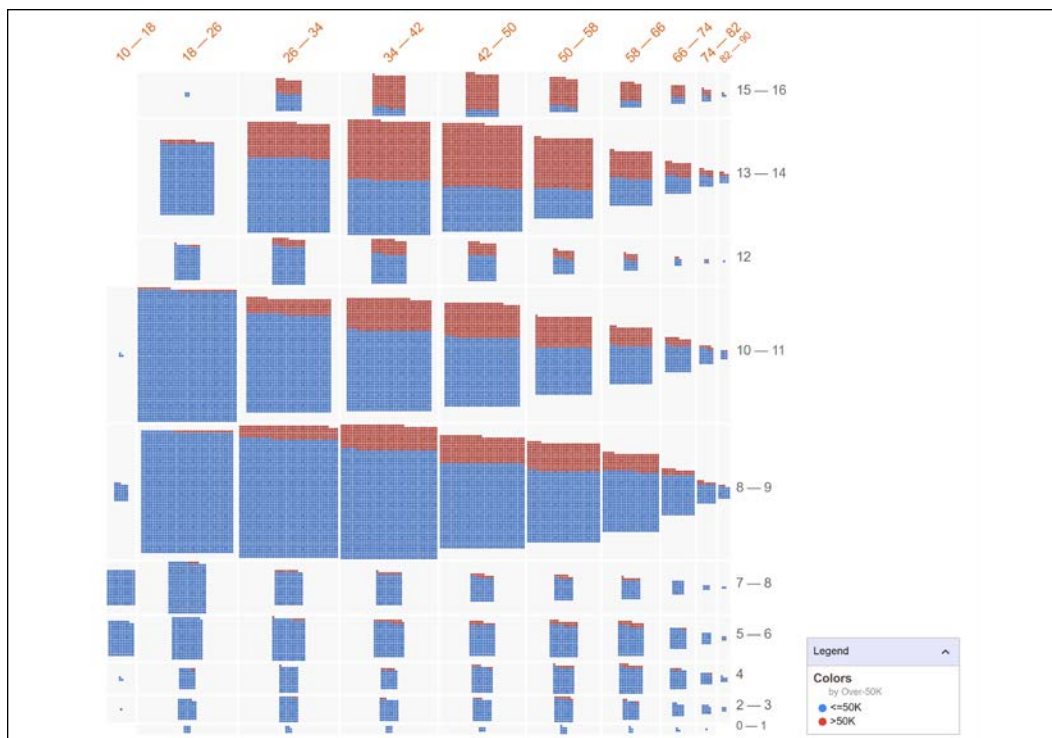 10 — 18
18 — 26
26 — 34
34 — 42
42 — 50
50 — 58
58 — 66
66 — 74
74 — 82
82 — 90
15 — 16
13 — 14
12
10 — 11
8 — 9
7 — 8
5 — 6
4
2 — 3
0 — 1
Legend
Colors
by Over-50K
<=50K
>50K